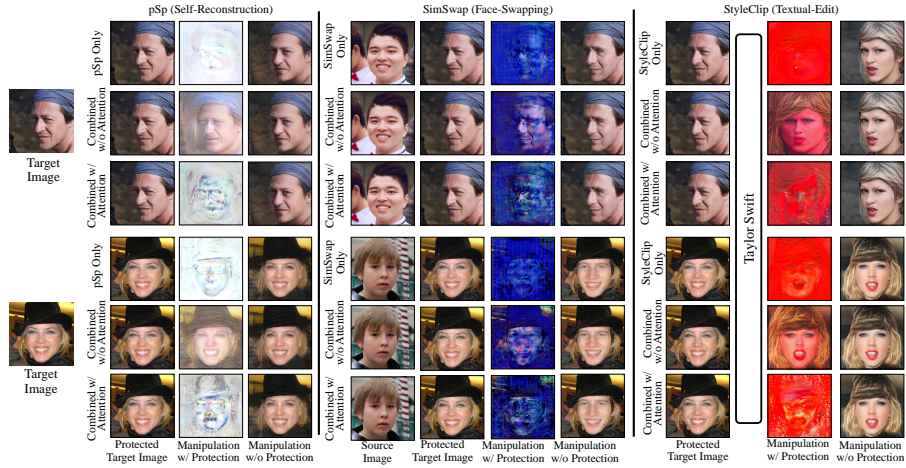 pSp (Self-Reconstruction)
SimSwap (Face-Swapping)
StyleClip (Textual-Edit)
pSp Only
SimSwap
Only
StyleClip
Only
Combined
w/o Attention
Combined
w/o Attention
Combined
w/o Attention
Target
Image
Combined w/
Attention
Combined w/
Attention
Combined w/
Attention
Taylor Swift
pSp Only
SimSwap
Only
StyleClip
Only
Combined
w/o Attention
Combined
w/o Attention
Combined
w/o Attention
Target
Image
Combined w/
Attention
Combined w/
Attention
Combined w/
Attention
Protected
Target Image
Manipulation
w/ Protection
Manipulation
w/o Protection
Source
Image
Protected
Target Image
Manipulation
w/ Protection
Manipulation
w/o Protection
Protected
Target Image
Manipulation
w/ Protection
Manipulation
w/o Protection